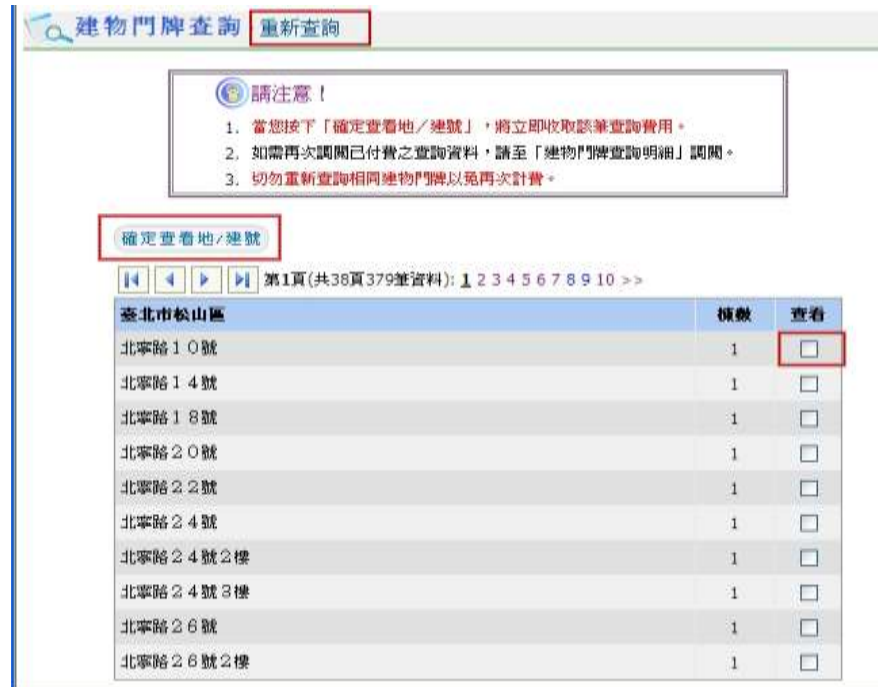 建物門牌查詢 重新查詢
請注意！
1. 當您按下「確定查看地／建號」，將立即收取該筆查詢費用。
2. 如需再次調閱已付費之查詢資料，請至「建物門牌查詢明細」調閱。
3. 切勿重新查詢相同建物門牌以免再次計費。
確定查看地/建號
第1頁(共38頁379筆資料): 1 2 3 4 5 6 7 8 9 10 >>
臺北市松山區 棟數 查看
北寧路１０號 1
北寧路１４號 1
北寧路１８號 1
北寧路２０號 1
北寧路２２號 1
北寧路２４號 1
北寧路２４號２樓 1
北寧路２４號３樓 1
北寧路２６號 1
北寧路２６號２樓 1